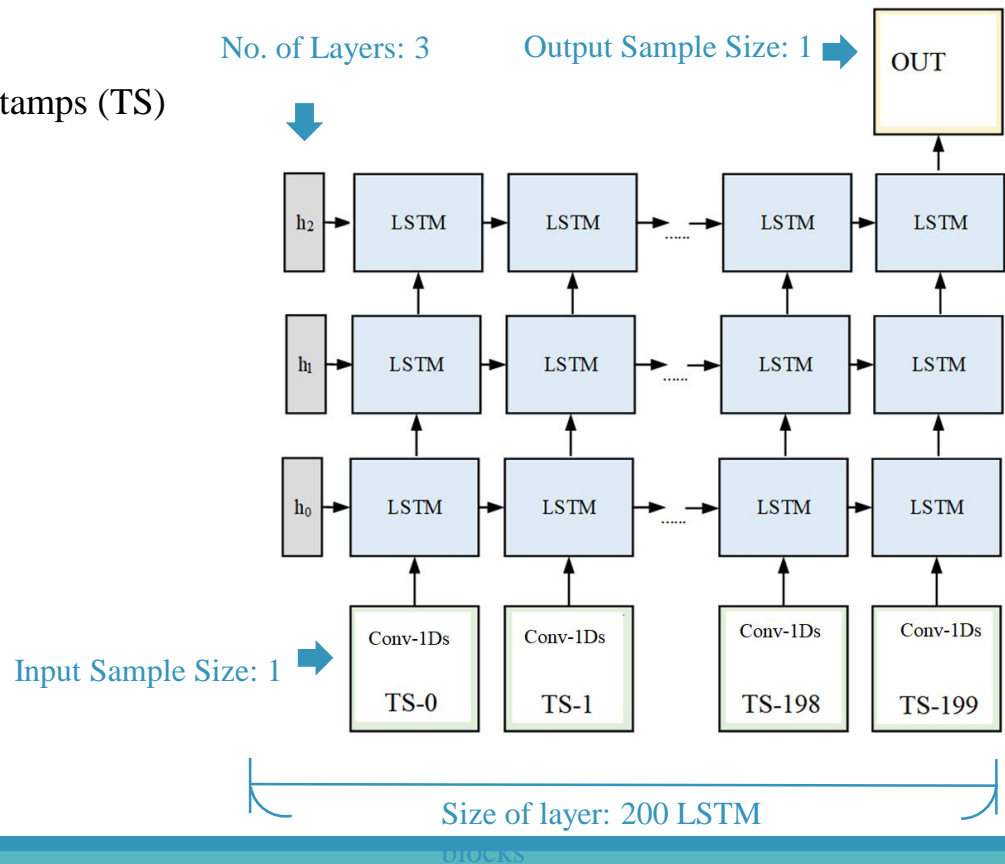 No. of Layers: 3
Output Sample Size: 1
OUT
tamps (TS)
h2 LSTM LSTM ...... LSTM LSTM
h1 LSTM LSTM ...... LSTM LSTM
h0 LSTM LSTM ...... LSTM LSTM
Conv-1Ds Conv-1Ds Conv-1Ds Conv-1Ds
Input Sample Size: 1
TS-0 TS-1 TS-198 TS-199
Size of layer: 200 LSTM
blocks